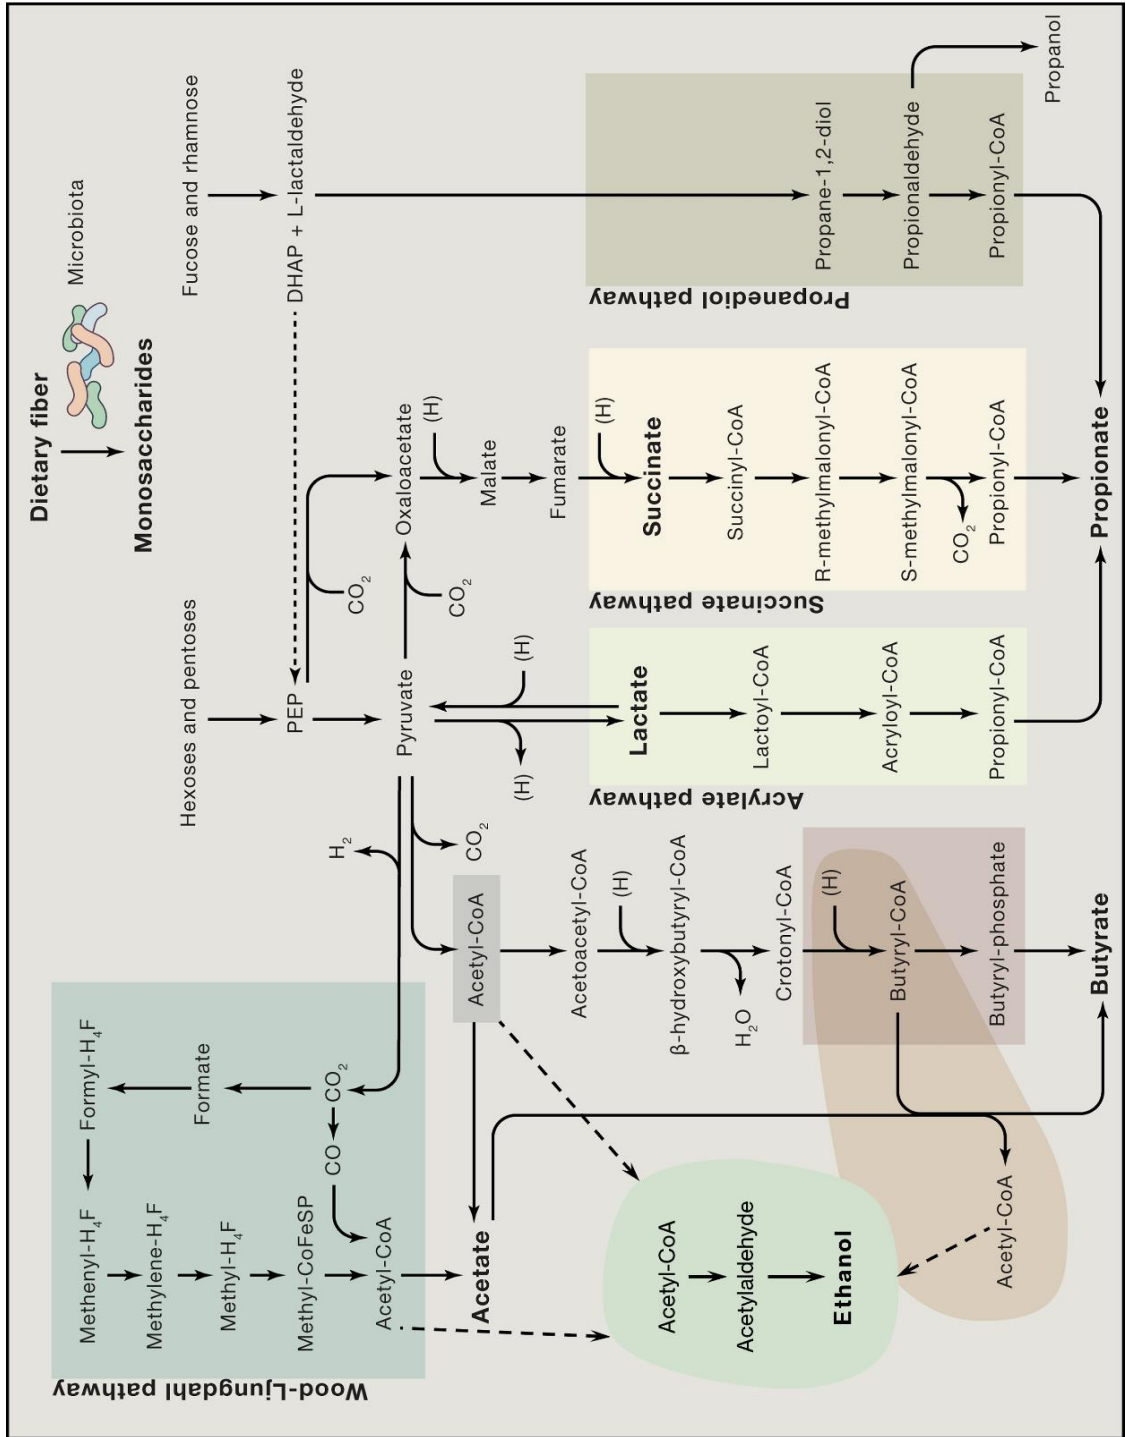 Dietary fiber
Microbiota
Monosaccharides
Hexoses and pentoses
Fucose and rhamnose
PEP
DHAP + L-lactaldehyde
CO₂
Pyruvate
CO₂
Oxaloacetate
(H)
Malate
Fumarate
(H)
(H)
(H)
H₂
CO₂
Wood-Ljungdahl pathway
Methenyl-H₄F
Formyl-H₄F
Methylene-H₄F
Methyl-H₄F
Formate
Methyl-CoFeSP
CO
CO₂
Acetyl-CoA
Acetate
Acetyl-CoA
Acetoacetyl-CoA
(H)
β-hydroxybutyryl-CoA
H₂O
Crotonyl-CoA
(H)
Butyryl-CoA
Butyryl-phosphate
Butyrate
Acetyl-CoA
Acetylaldehyde
Ethanol
Acetyl-CoA
Acrylate pathway
Lactate
Lactoyl-CoA
Acryloyl-CoA
Propionyl-CoA
Succinate pathway
Succinate
Succinyl-CoA
R-methylmalonyl-CoA
S-methylmalonyl-CoA
CO₂
Propionyl-CoA
Propionate
Propanediol pathway
Propane-1,2-diol
Propionaldehyde
Propionyl-CoA
Propanol